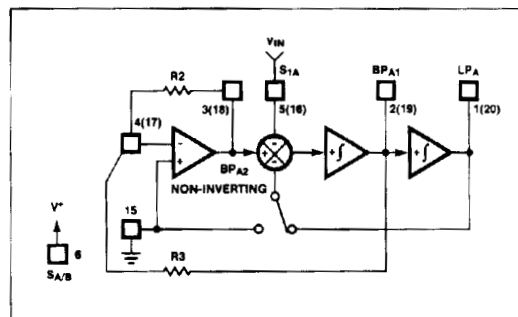 VIN
R2
S1A
BPA1
LPA
3(18)
5(16)
2(19)
1(20)
4(17)
-
+
+
-
-
+∫
+∫
BPA2
NON-INVERTING
V+
15
6
SA/B
R3